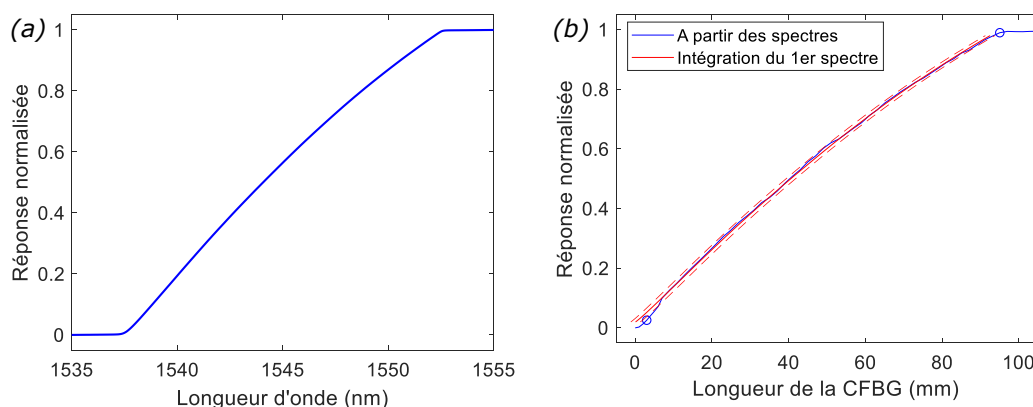 (a)
Réponse normalisée
1
0.8
0.6
0.4
0.2
0
1535 1540 1545 1550 1555
Longueur d'onde (nm)
(b)
A partir des spectres
Intégration du 1er spectre
Réponse normalisée
1
0.8
0.6
0.4
0.2
0
0 20 40 60 80 100
Longueur de la CFBG (mm)